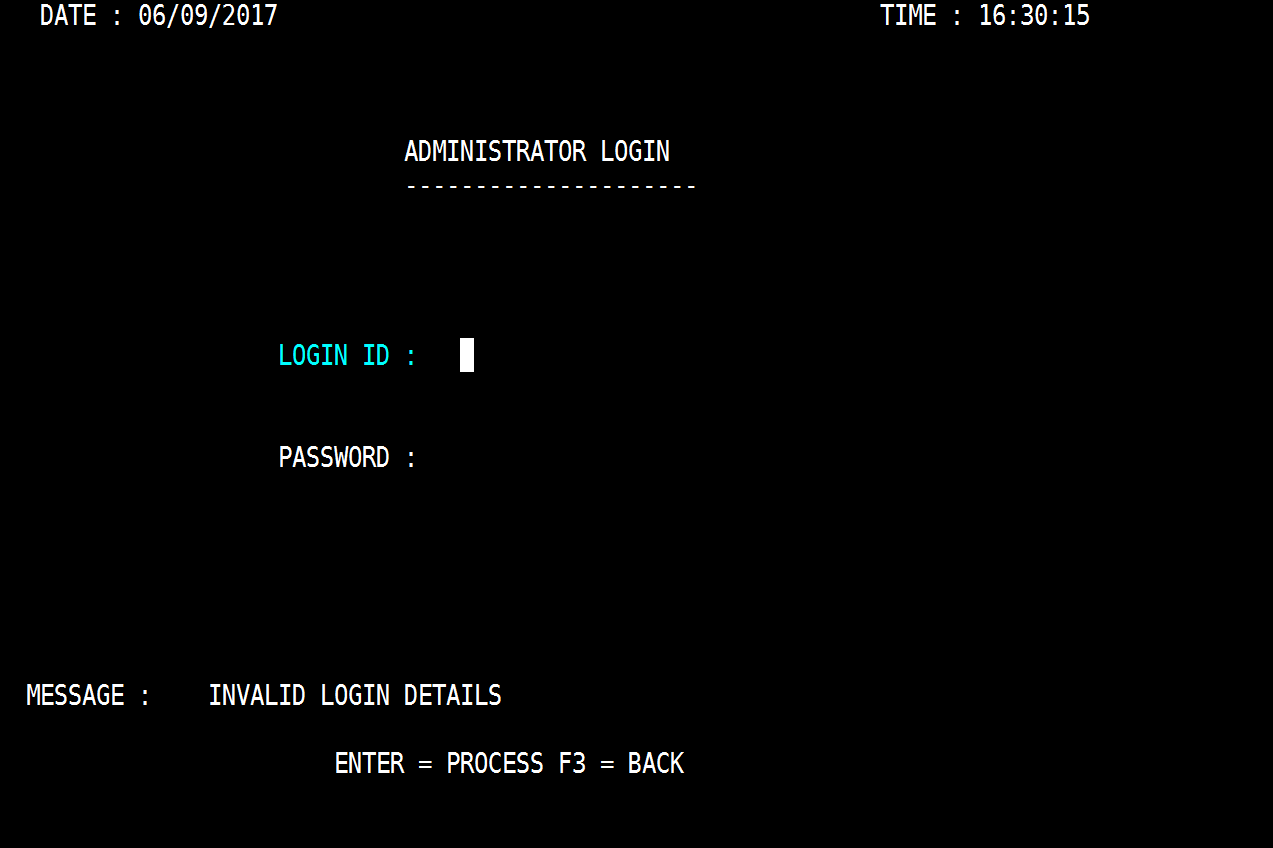 DATE : 06/09/2017 TIME : 16:30:15
ADMINISTRATOR LOGIN
---------------------
LOGIN ID :
PASSWORD :
MESSAGE : INVALID LOGIN DETAILS
ENTER = PROCESS F3 = BACK